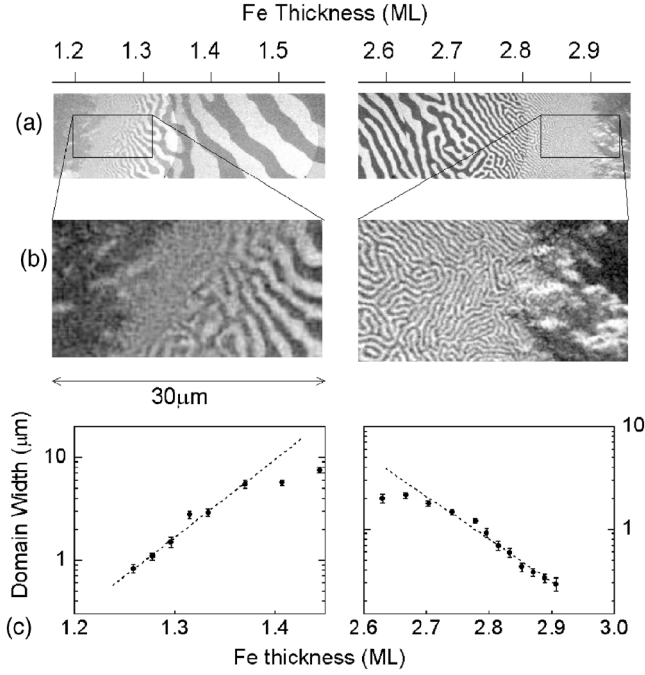 Fe Thickness (ML)
1.2 1.3 1.4 1.5 2.6 2.7 2.8 2.9
(a)
(b)
30μm
Domain Width (μm)
10
1
10
1
1.2 1.3 1.4 2.6 2.7 2.8 2.9 3.0
(c)
Fe thickness (ML)